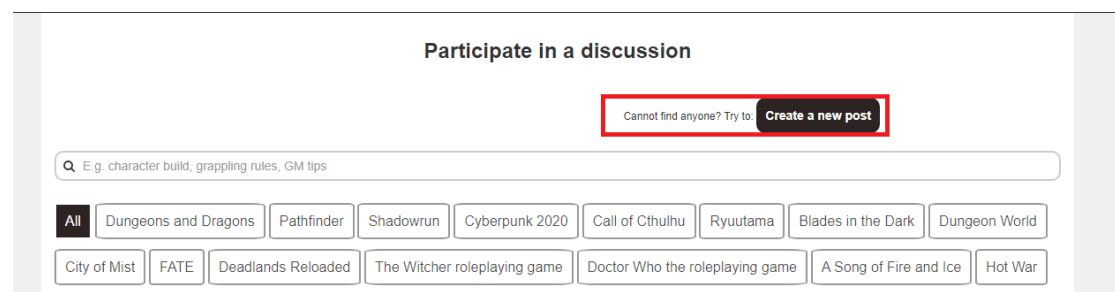 Participate in a discussion
Cannot find anyone? Try to: Create a new post
E.g. character build, grappling rules, GM tips
All Dungeons and Dragons Pathfinder Shadowrun Cyberpunk 2020 Call of Cthulhu Ryuutama Blades in the Dark Dungeon World
City of Mist FATE Deadlands Reloaded The Witcher roleplaying game Doctor Who the roleplaying game A Song of Fire and Ice Hot War